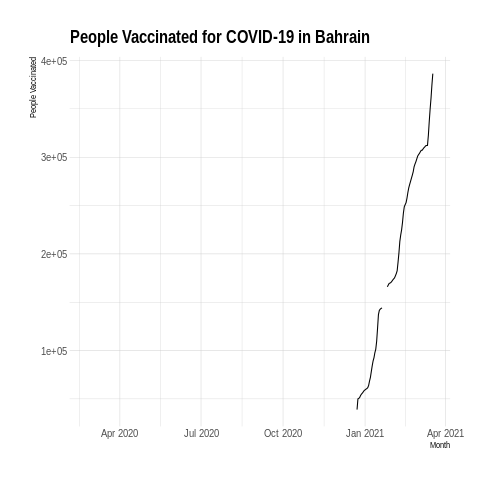 People Vaccinated for COVID-19 in Bahrain
People Vaccinated
4e+05
3e+05
2e+05
1e+05
Apr 2020 Jul 2020 Oct 2020 Jan 2021 Apr 2021
Month